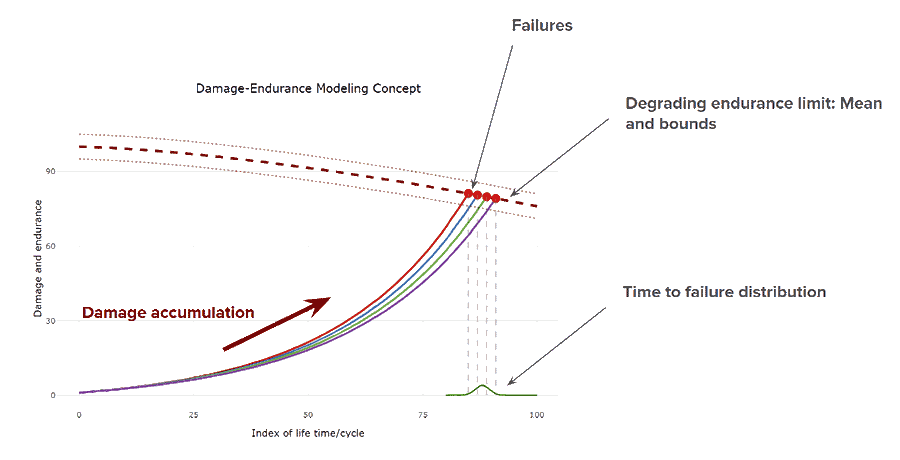 Failures
Damage-Endurance Modeling Concept
Degrading endurance limit: Mean
and bounds
90
60
30
0
Damage and endurance
Damage accumulation
Time to failure distribution
0
25
50
75
100
Index of life time/cycle